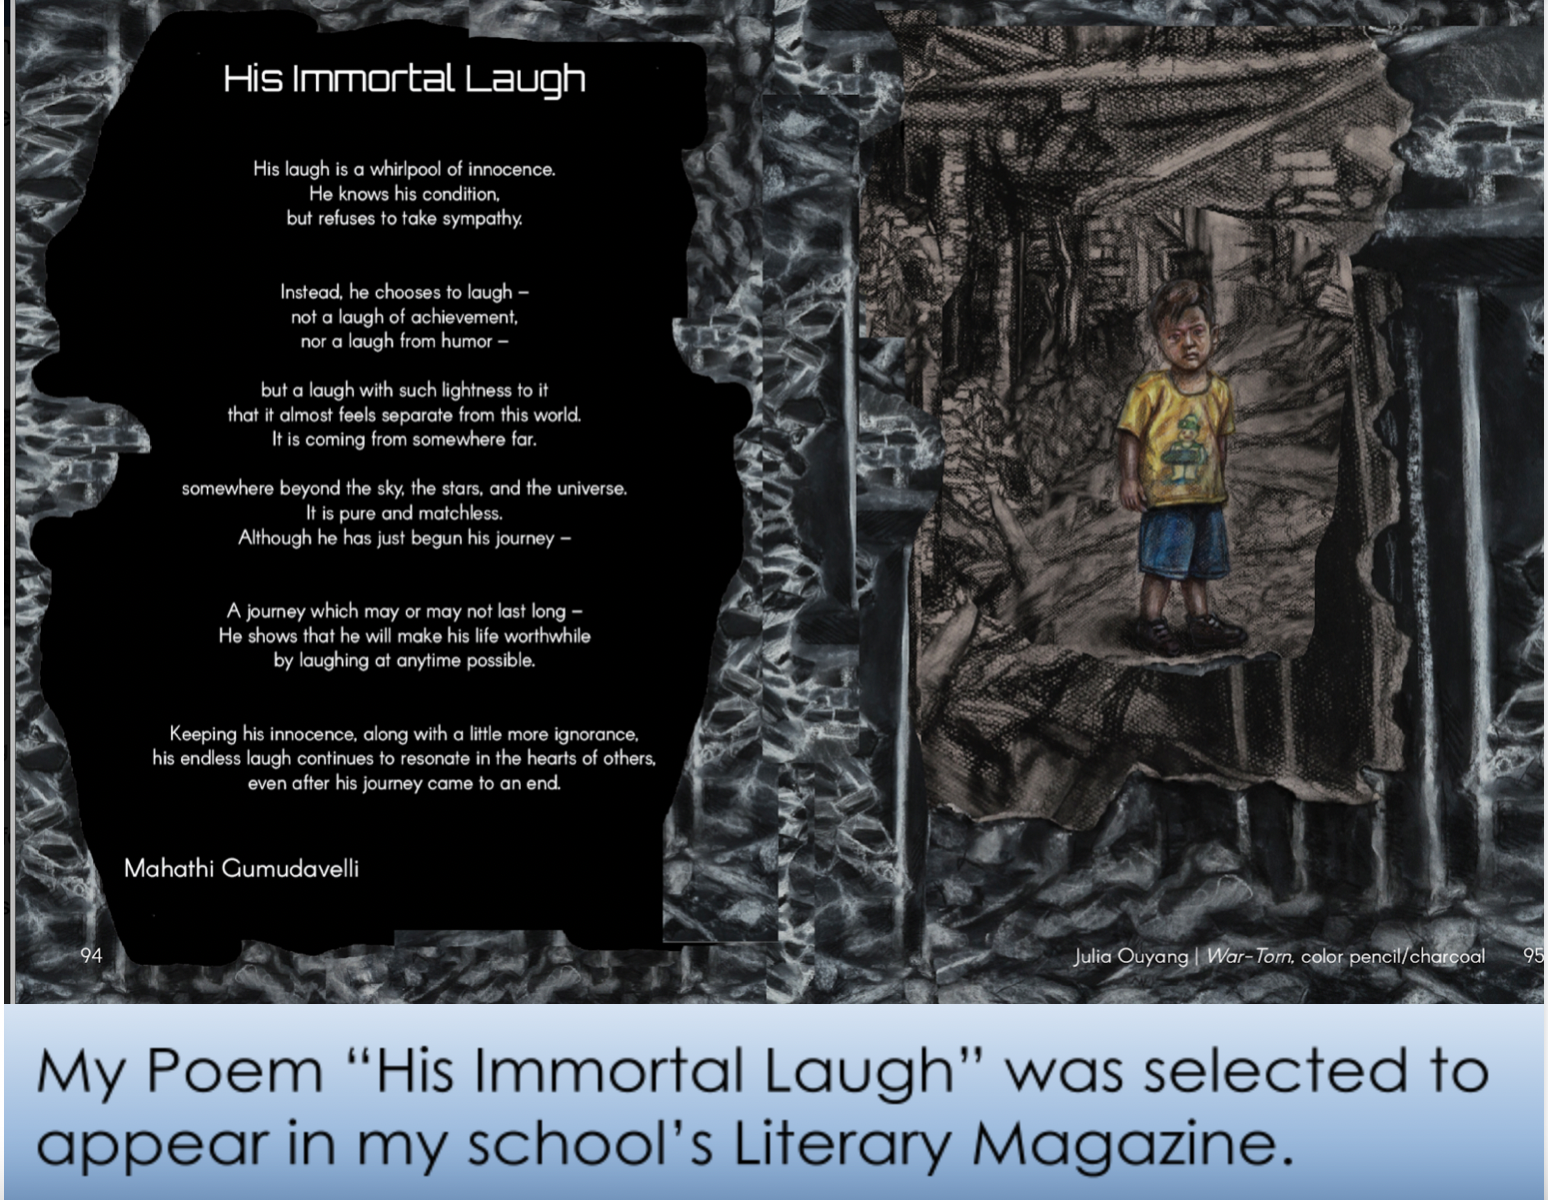 His Immortal Laugh
His laugh is a whirlpool of innocence.
He knows his condition,
but refuses to take sympathy.
Instead, he chooses to laugh –
not a laugh of achievement,
nor a laugh from humor –
but a laugh with such lightness to it
that it almost feels separate from this world.
It is coming from somewhere far.
somewhere beyond the sky, the stars, and the universe.
It is pure and matchless.
Although he has just begun his journey –
A journey which may or may not last long –
He shows that he will make his life worthwhile
by laughing at anytime possible.
Keeping his innocence, along with a little more ignorance,
his endless laugh continues to resonate in the hearts of others,
even after his journey came to an end.
Mahathi Gumudavelli
94
Julia Ouyang | War-Torn, color pencil/charcoal 95
My Poem “His Immortal Laugh” was selected to
appear in my school’s Literary Magazine.